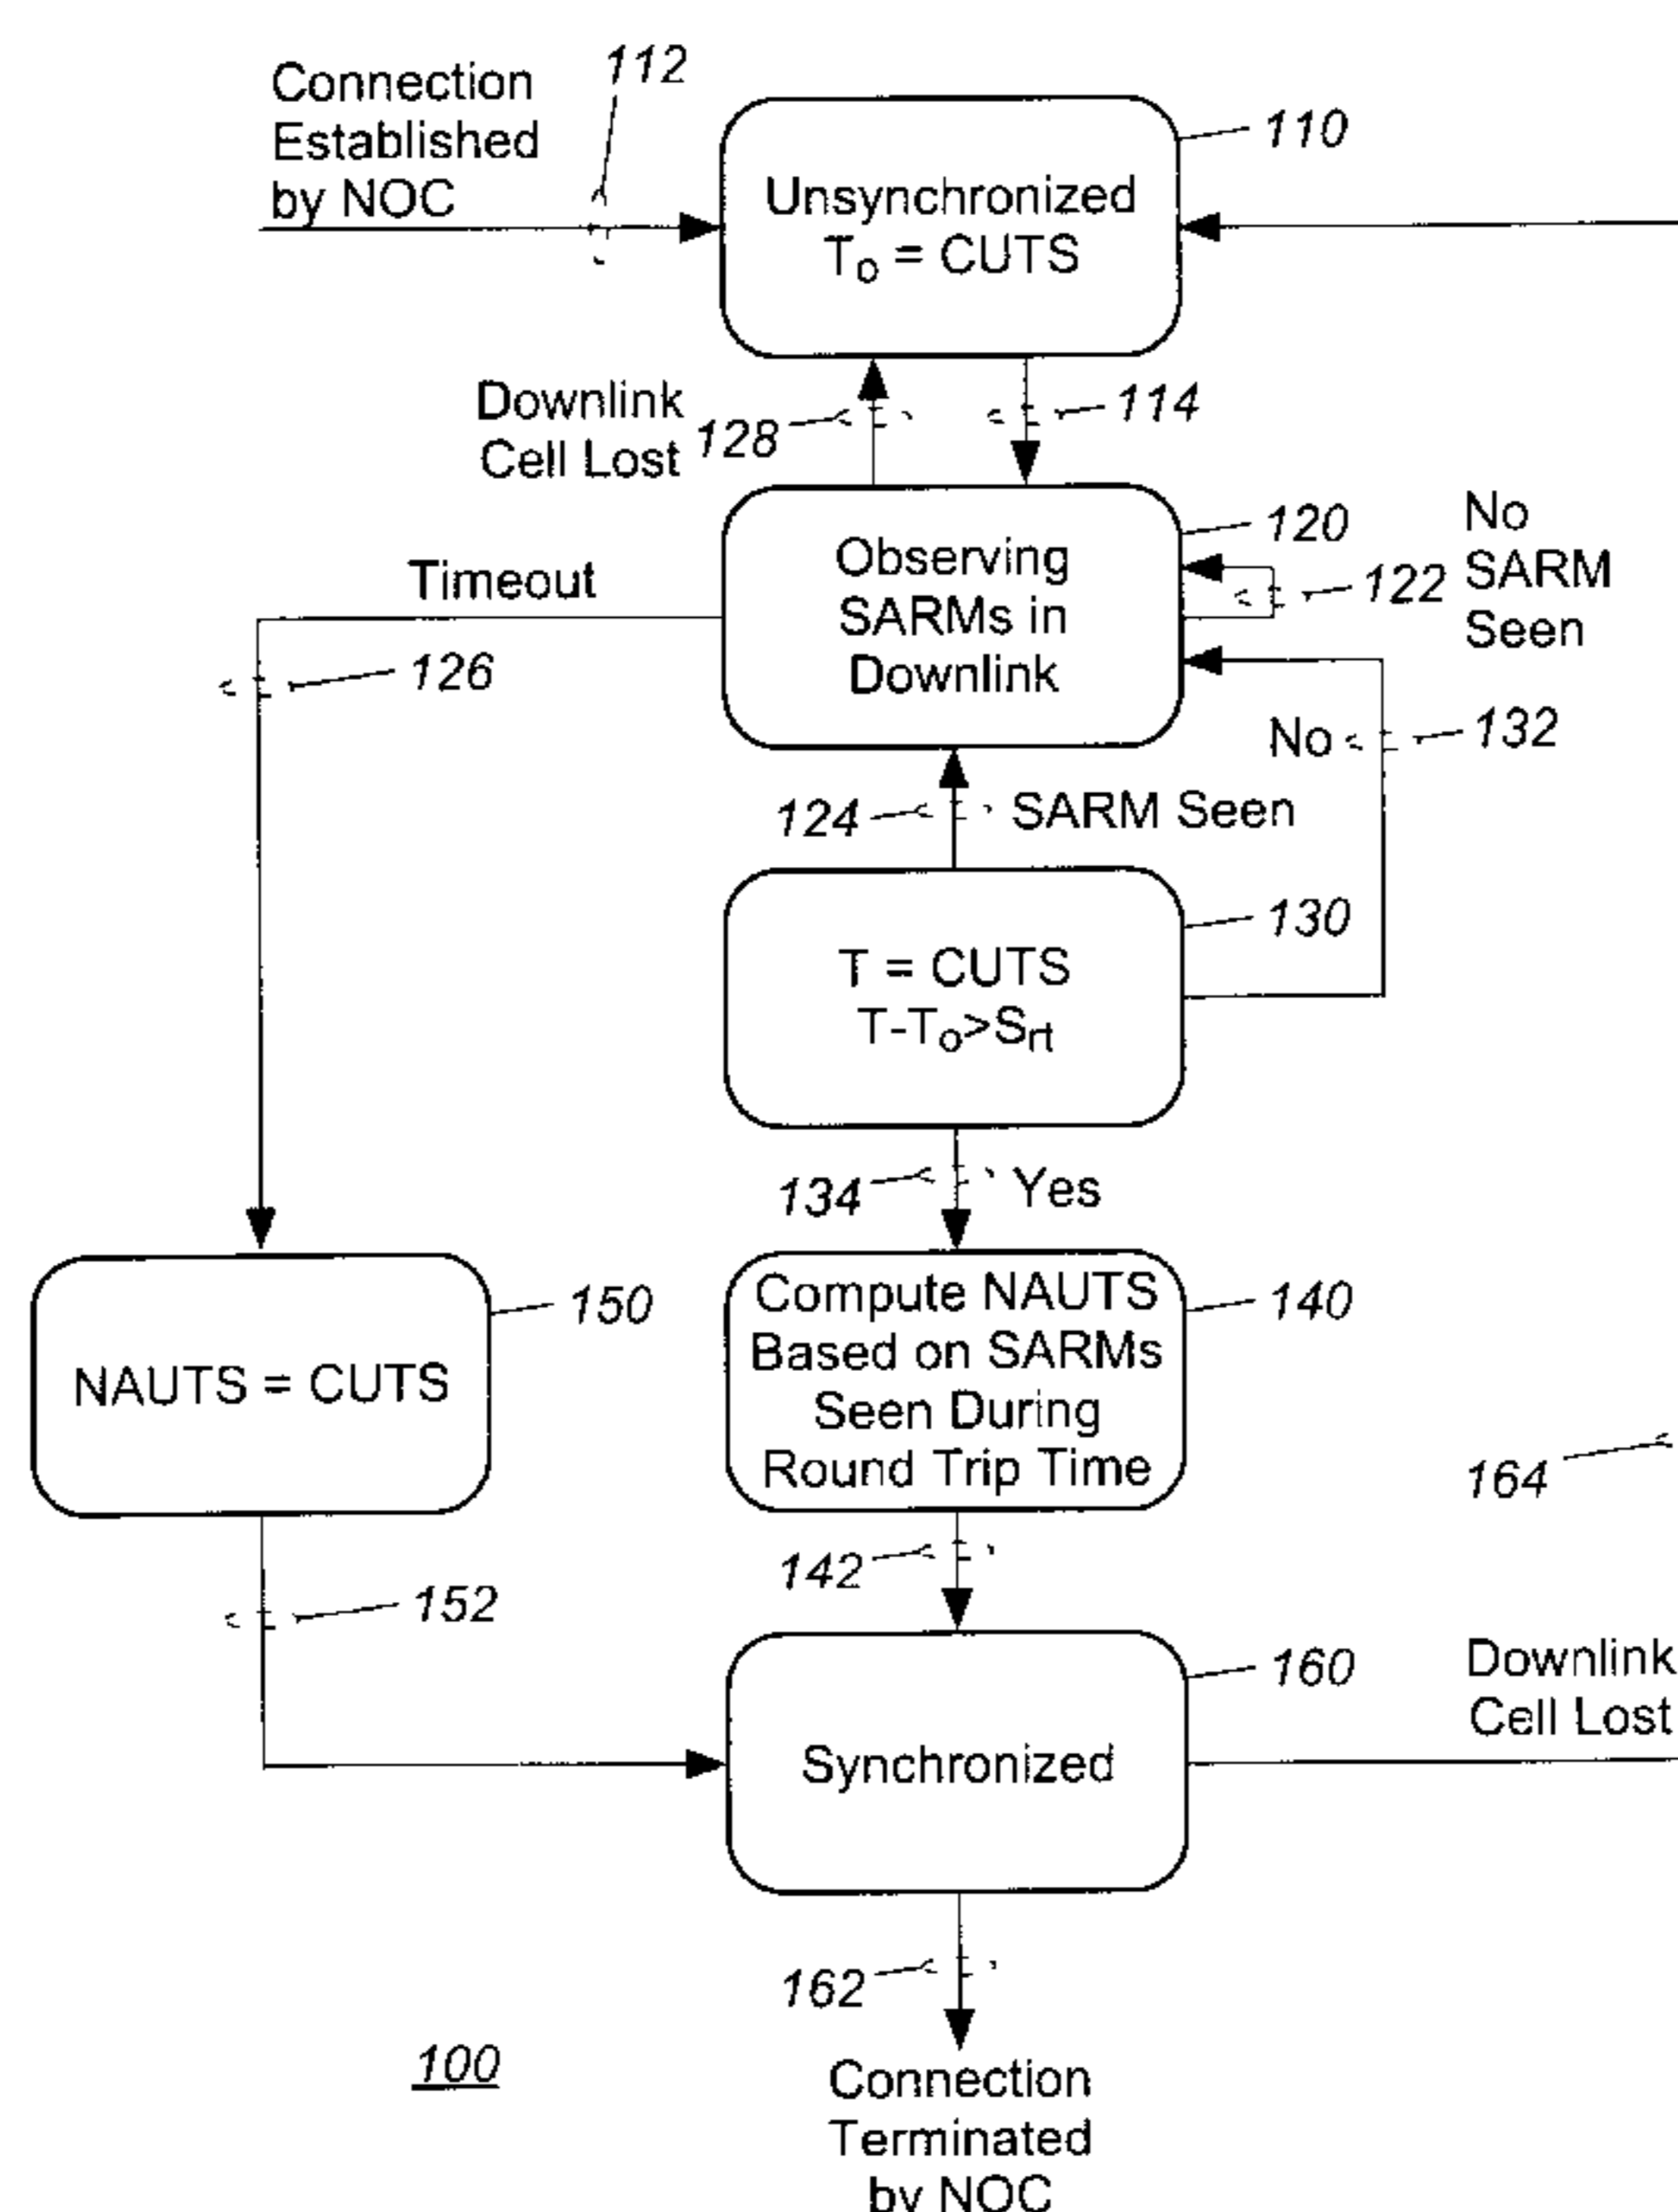 Connection
Established
by NOC
112
110
Unsynchronized
To = CUTS
Downlink
Cell Lost
128
114
120
Observing
SARMs in
Downlink
No
SARM
Seen
122
Timeout
126
No
132
124
SARM Seen
130
T = CUTS
T-To>Srt
134
Yes
150
NAUTS = CUTS
140
Compute NAUTS
Based on SARMs
Seen During
Round Trip Time
164
142
152
160
Synchronized
Downlink
Cell Lost
162
100
Connection
Terminated
by NOC